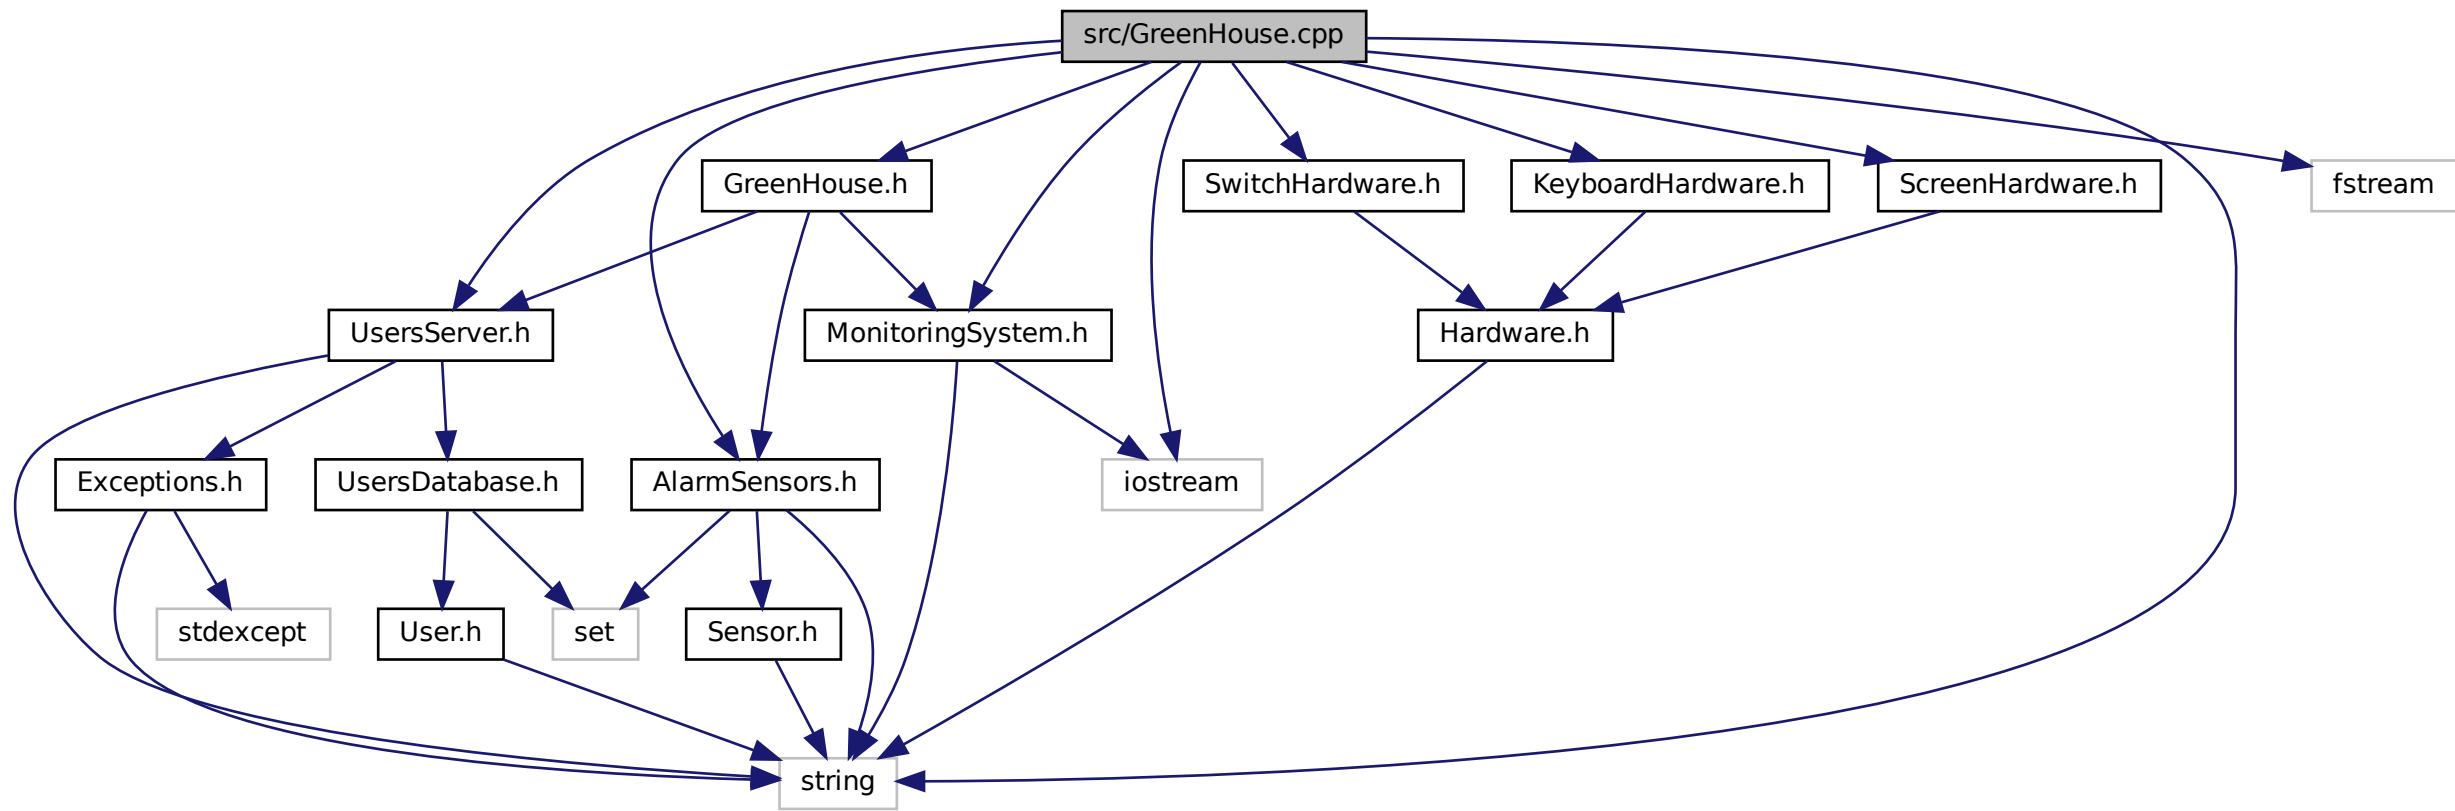 src/GreenHouse.cpp
GreenHouse.h
SwitchHardware.h
KeyboardHardware.h
ScreenHardware.h
fstream
UsersServer.h
MonitoringSystem.h
Hardware.h
Exceptions.h
UsersDatabase.h
AlarmSensors.h
iostream
stdexcept
User.h
set
Sensor.h
string